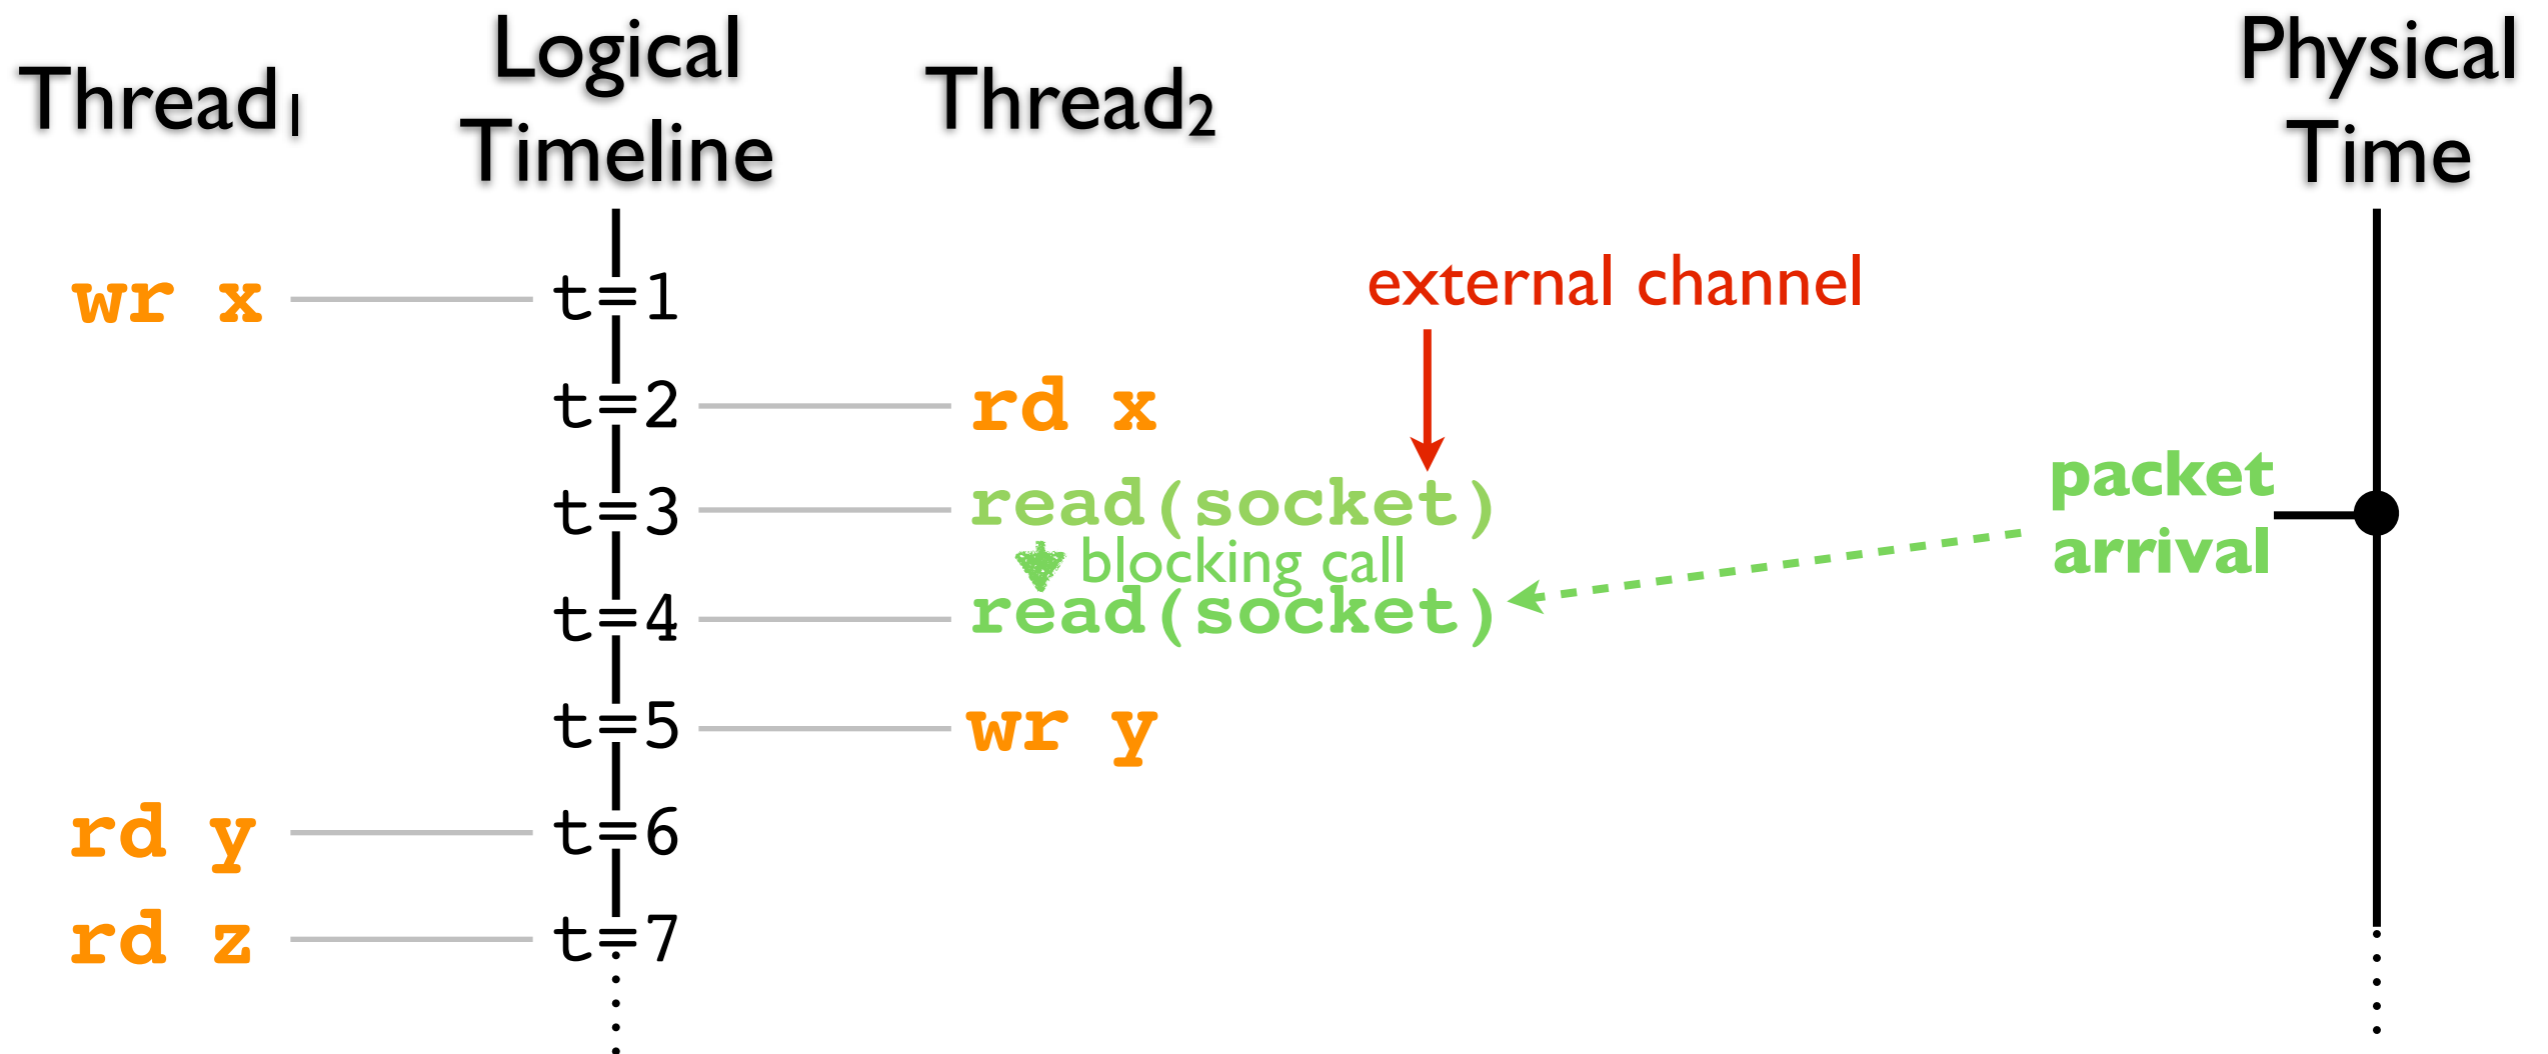 Thread1
Logical
Timeline
Thread2
Physical
Time
wr x
t=1
external channel
t=2
rd x
t=3
read(socket)
packet
arrival
blocking call
t=4
read(socket)
t=5
wr y
rd y
t=6
rd z
t=7